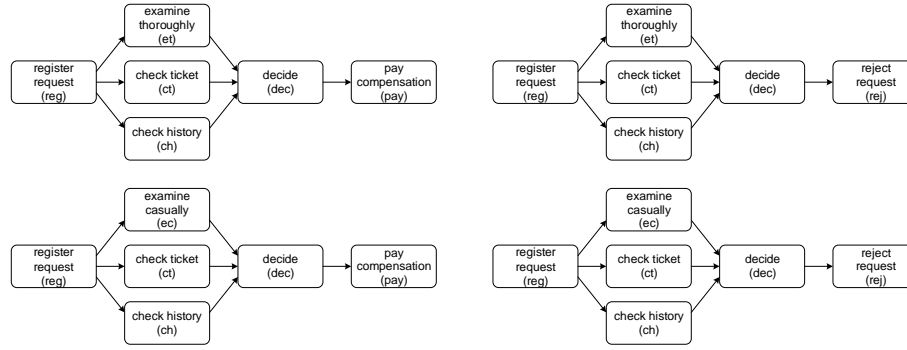 examine
thoroughly
(et)
register
request
(reg)
check ticket
(ct)
decide
(dec)
pay
compensation
(pay)
check history
(ch)
examine
thoroughly
(et)
register
request
(reg)
check ticket
(ct)
decide
(dec)
reject
request
(rej)
check history
(ch)
examine
casually
(ec)
register
request
(reg)
check ticket
(ct)
decide
(dec)
pay
compensation
(pay)
check history
(ch)
examine
casually
(ec)
register
request
(reg)
check ticket
(ct)
decide
(dec)
reject
request
(rej)
check history
(ch)